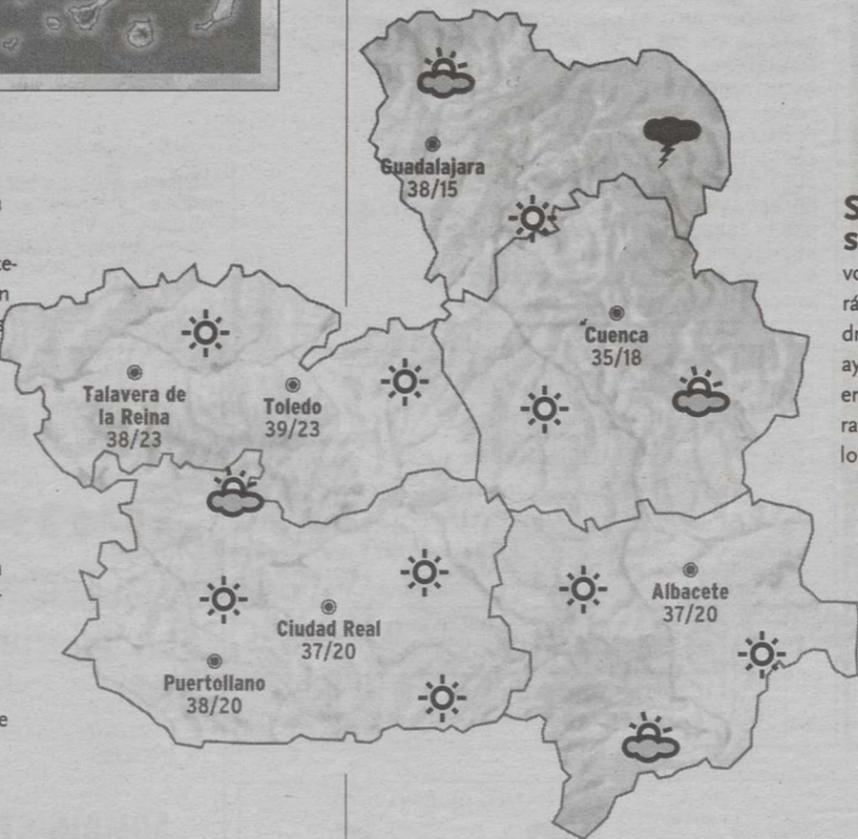 Guadalajara
38/15
Cuenca
35/18
Talavera de
la Reina
38/23
Toledo
39/23
Albacete
37/20
Ciudad Real
37/20
Puertollano
38/20